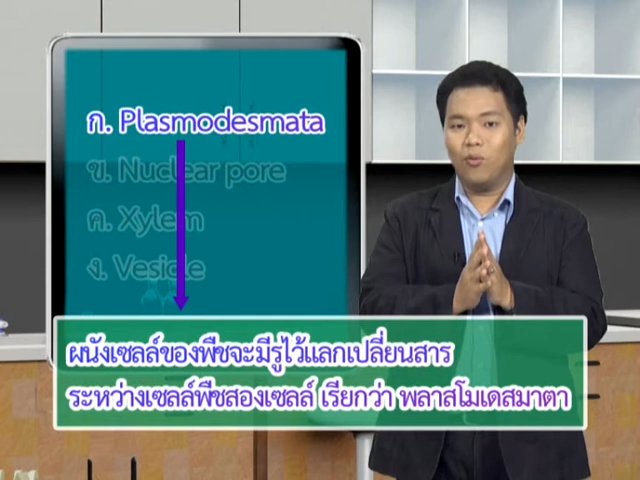 ก. Plasmodesmata
ข. Nuclear pore
ค. Xylem
ง. Vesicle
ผนังเซลล์ของพืชจะมีรูไว้แลกเปลี่ยนสาร
ระหว่างเซลล์พืชสองเซลล์ เรียกว่า พลาสโมเดสมาตา